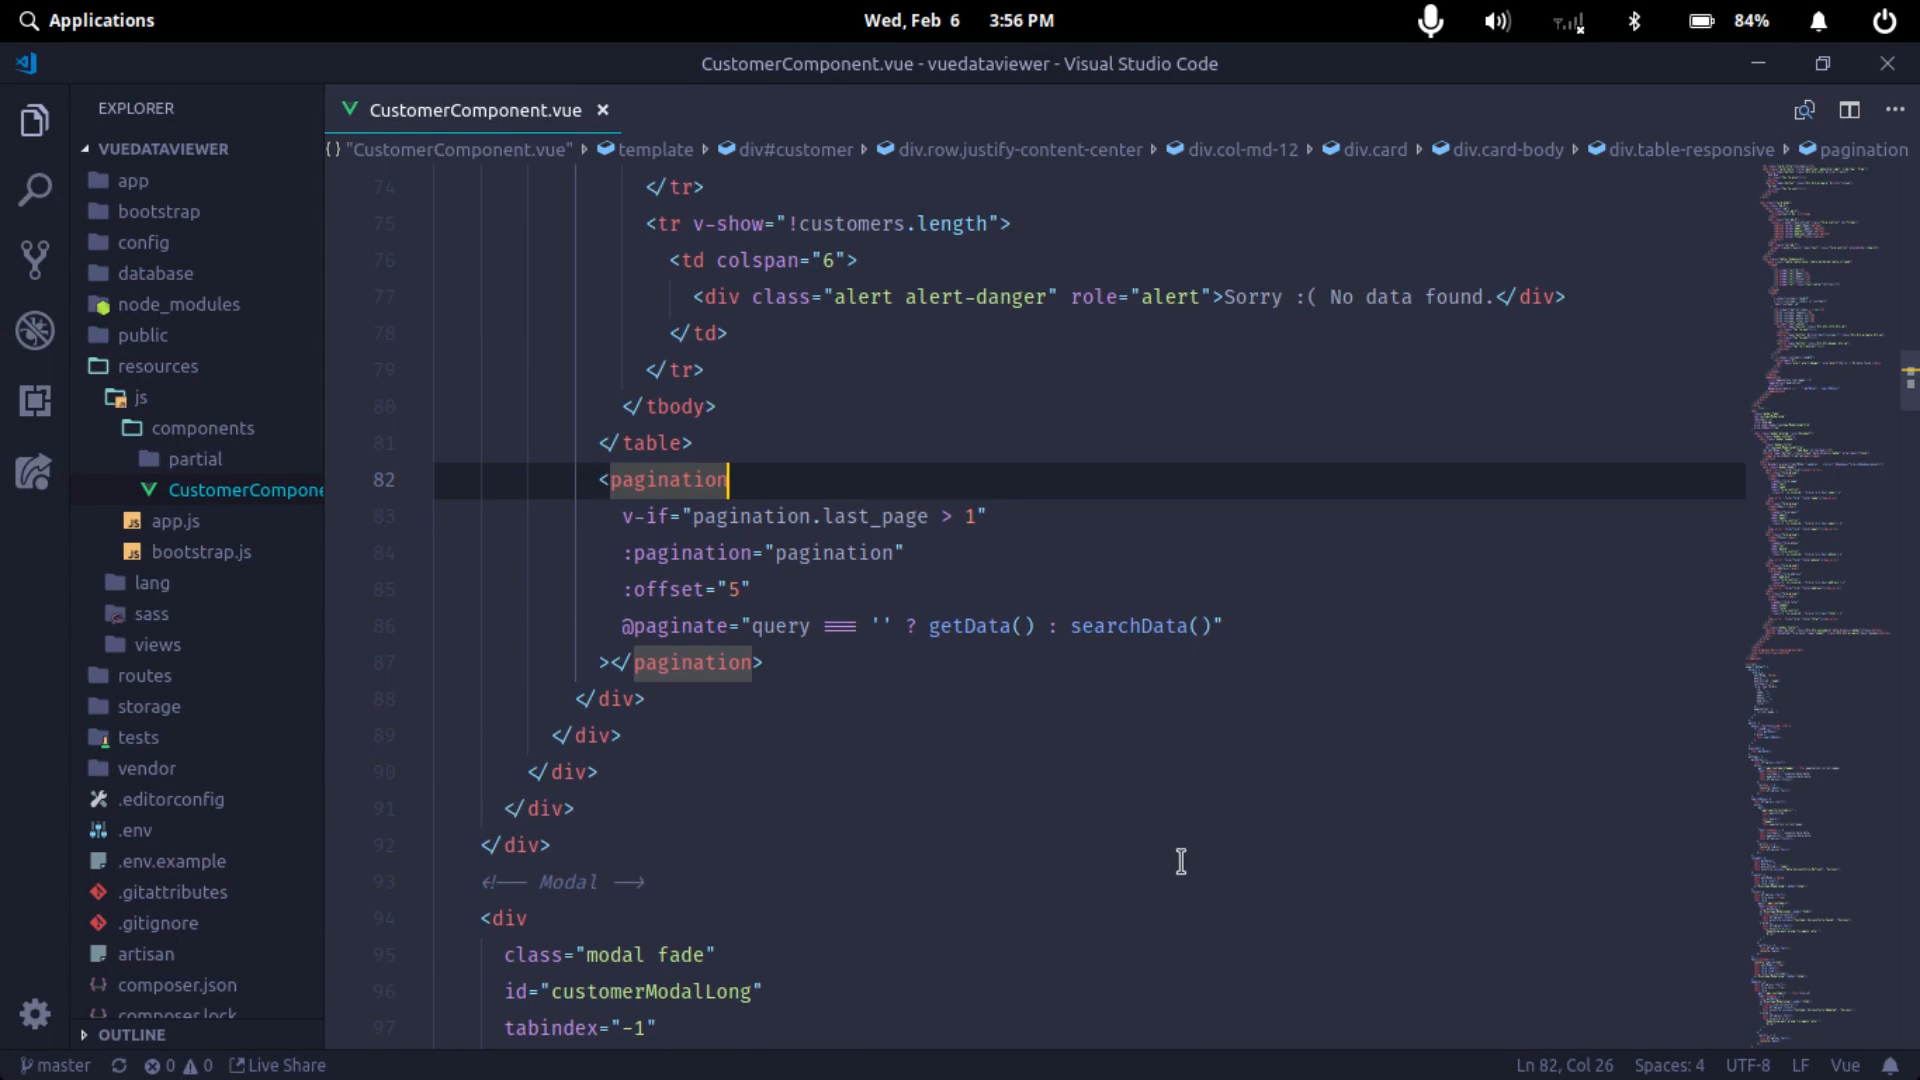 Applications
Wed, Feb 6 3:56 PM
84%
CustomerComponent.vue - vuedataviewer - Visual Studio Code
EXPLORER
VUEDATAVIEWER
app
bootstrap
config
database
node_modules
public
resources
js
components
partial
CustomerCompone
app.js
bootstrap.js
lang
sass
views
routes
storage
tests
vendor
.editorconfig
.env
.env.example
.gitattributes
.gitignore
artisan
composer.json
composer.lock
OUTLINE
CustomerComponent.vue ×
{} "CustomerComponent.vue" template div#customer div.row.justify-content-center div.col-md-12 div.card div.card-body div.table-responsive pagination
74 </tr>
75 <tr v-show="!customers.length">
76 <td colspan="6">
77 <div class="alert alert-danger" role="alert">Sorry :( No data found.</div>
78 </td>
79 </tr>
80 </tbody>
81 </table>
82 <pagination
83 v-if="pagination.last_page > 1"
84 :pagination="pagination"
85 :offset="5"
86 @paginate="query === '' ? getData() : searchData()"
87 ></pagination>
88 </div>
89 </div>
90 </div>
91 </div>
92 </div>
93 <!-- Modal -->
94 <div
95 class="modal fade"
96 id="customerModalLong"
97 tabindex="-1"
master 0 0 Live Share
Ln 82, Col 26 Spaces: 4 UTF-8 LF Vue